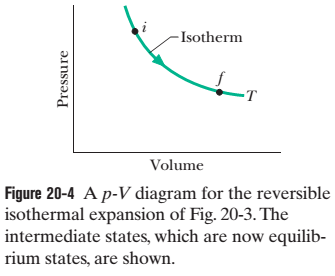 i
Isotherm
Pressure
f
T
Volume
Figure 20-4 A p-V diagram for the reversible
isothermal expansion of Fig. 20-3. The
intermediate states, which are now equilib-
rium states, are shown.